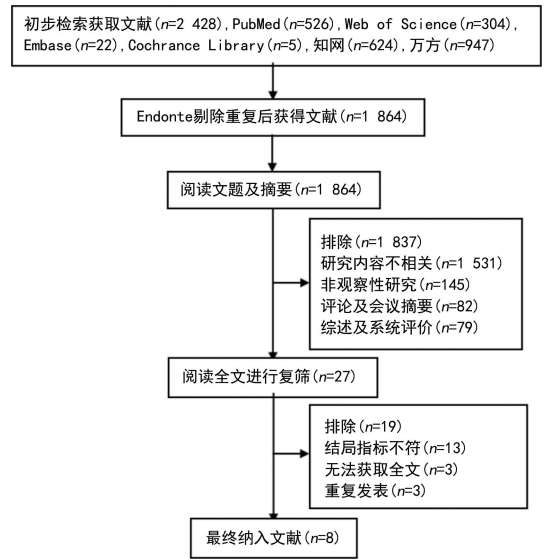 初步检索获取文献(n=2 428),PubMed(n=526),Web of Science(n=304),
Embase(n=22),Cochrance Library(n=5),知网(n=624),万方(n=947)
Endonte剔除重复后获得文献(n=1 864)
阅读文题及摘要(n=1 864)
排除(n=1 837)
研究内容不相关(n=1 531)
非观察性研究(n=145)
评论及会议摘要(n=82)
综述及系统评价(n=79)
阅读全文进行复筛(n=27)
排除(n=19)
结局指标不符(n=13)
无法获取全文(n=3)
重复发表(n=3)
最终纳入文献(n=8)